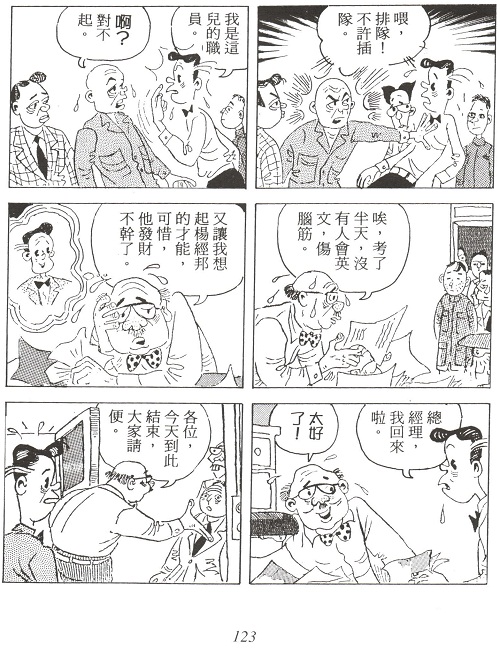 喂，
排隊！
不許插
隊。
我是這
兒的職
員。
啊？
對不
起。
唉，考了
半天，沒
有人會英
文，傷
腦筋。
又讓我想
起楊經邦
的才能，
可惜，
他發財
不幹了。
總
經理，
我回來
啦。
太好
了！
各位，
今天到此
結束，
大家請
便。
123